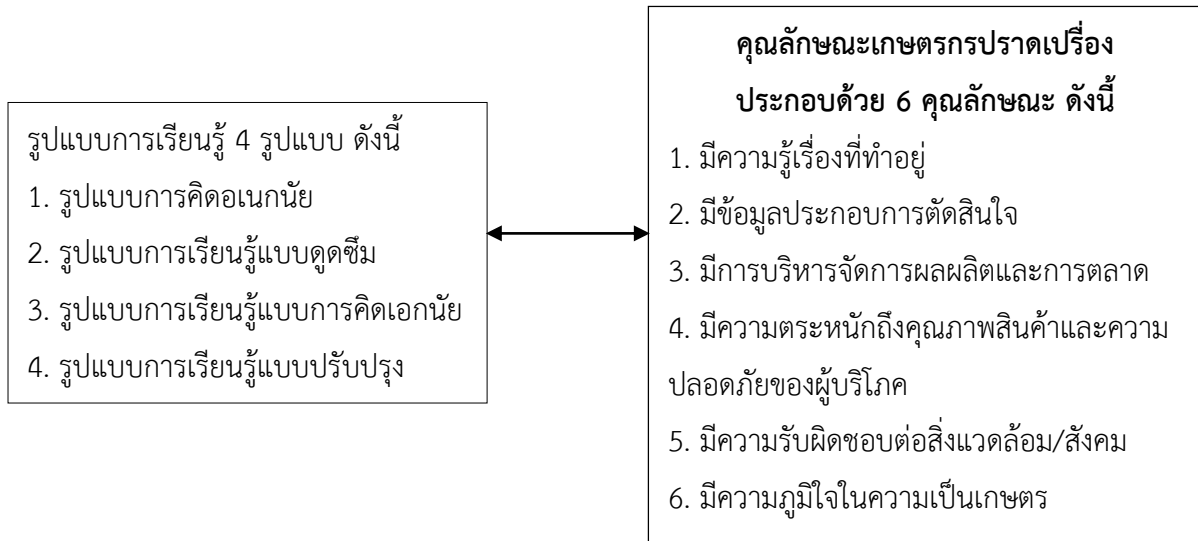 รูปแบบการเรียนรู้ 4 รูปแบบ ดังนี้
1. รูปแบบการคิดอเนกนัย
2. รูปแบบการเรียนรู้แบบดูดซึม
3. รูปแบบการเรียนรู้แบบการคิดเอกนัย
4. รูปแบบการเรียนรู้แบบปรับปรุง
คุณลักษณะเกษตรกรปราดเปรื่อง
ประกอบด้วย 6 คุณลักษณะ ดังนี้
1. มีความรู้เรื่องที่ทำอยู่
2. มีข้อมูลประกอบการตัดสินใจ
3. มีการบริหารจัดการผลผลิตและการตลาด
4. มีความตระหนักถึงคุณภาพสินค้าและความ
ปลอดภัยของผู้บริโภค
5. มีความรับผิดชอบต่อสิ่งแวดล้อม/สังคม
6. มีความภูมิใจในความเป็นเกษตร